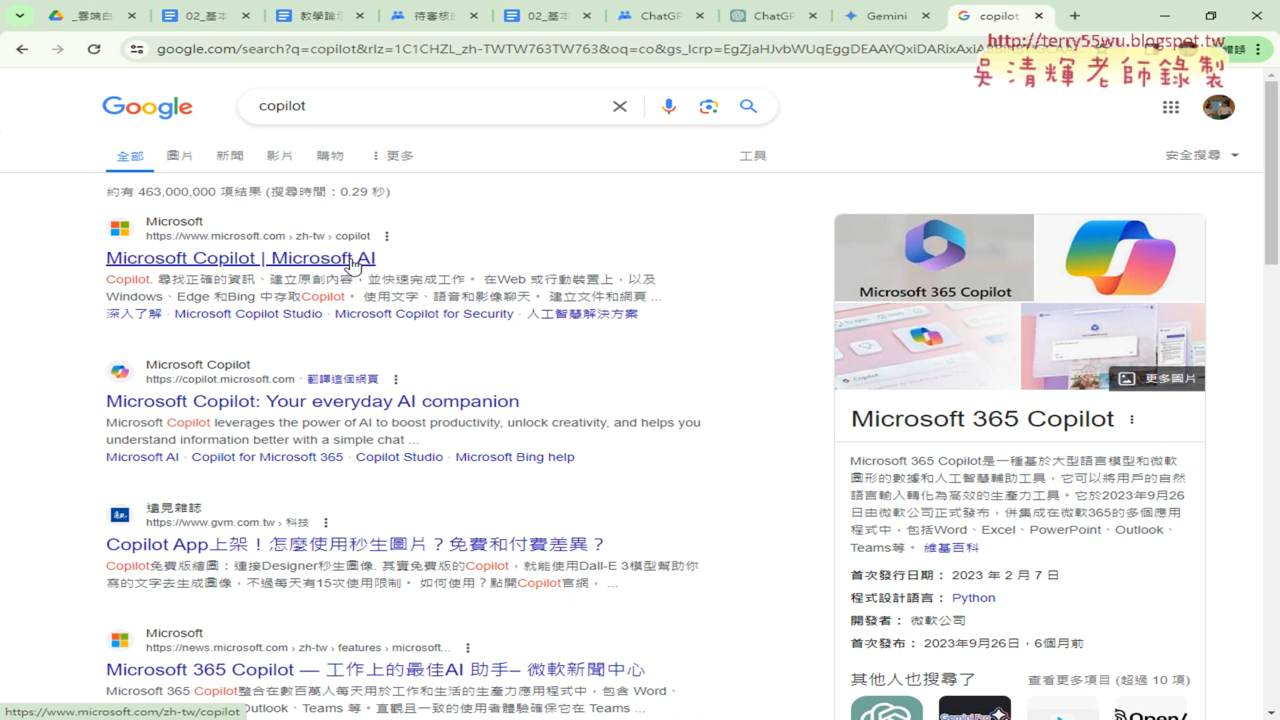 _雲端白
02_基本
教學論
待審核
02_基本
ChatGP
ChatGP
Gemini
copilot
google.com/search?q=copilot&rlz=1C1CHZL_zh-TWTW763TW763&oq=co&gs_lcrp=EgZjaHJvbWUqEggDEAAYQxiDARixAxiA
http://terry55wu.blogspot.tw
吳清輝老師錄製
Google
copilot
全部
圖片
新聞
影片
購物
更多
工具
安全搜尋
約有 463,000,000 項結果 (搜尋時間：0.29 秒)
Microsoft
https://www.microsoft.com › zh-tw › copilot
Microsoft Copilot | Microsoft AI
Copilot. 尋找正確的資訊、建立原創內容，並快速完成工作。 在Web 或行動裝置上，以及
Windows、Edge 和Bing 中存取Copilot。 使用文字、語音和影像聊天。 建立文件和網頁 ...
深入了解 · Microsoft Copilot Studio · Microsoft Copilot for Security · 人工智慧解決方案
Microsoft Copilot
https://copilot.microsoft.com · 翻譯這個網頁
Microsoft Copilot: Your everyday AI companion
Microsoft Copilot leverages the power of AI to boost productivity, unlock creativity, and helps you
understand information better with a simple chat ...
Microsoft AI · Copilot for Microsoft 365 · Copilot Studio · Microsoft Bing help
遠見雜誌
https://www.gvm.com.tw › 科技
Copilot App上架！怎麼使用秒生圖片？免費和付費差異？
Copilot免費版繪圖：連接Designer秒生圖像. 其實免費版的Copilot，就能使用Dall-E 3模型幫助你
寫的文字去生成圖像，不過每天有15次使用限制。 如何使用？點開Copilot官網， ...
Microsoft
https://news.microsoft.com › zh-tw › features › microsoft...
Microsoft 365 Copilot — 工作上的最佳AI 助手– 微軟新聞中心
Microsoft 365 Copilot整合在數百萬人每天用於工作和生活的生產力應用程式中，包含 Word、
Outlook、Teams 等。直觀且一致的使用者體驗確保它在 Teams ...
https://www.microsoft.com/zh-tw/copilot
Microsoft 365 Copilot
更多圖片
Microsoft 365 Copilot
Microsoft 365 Copilot是一種基於大型語言模型和微軟
圖形的數據和人工智慧輔助工具，它可以將用戶的自然
語言輸入轉化為高效的生產力工具。它於2023年9月26
日由微軟公司正式發布，併集成在微軟365的多個應用
程式中，包括Word、Excel、PowerPoint、Outlook、
Teams等。 維基百科
首次發行日期： 2023 年 2 月 7 日
程式設計語言： Python
開發者： 微軟公司
首次發布： 2023年9月26日，6個月前
其他人也搜尋了
查看更多項目 (超過 10 項)